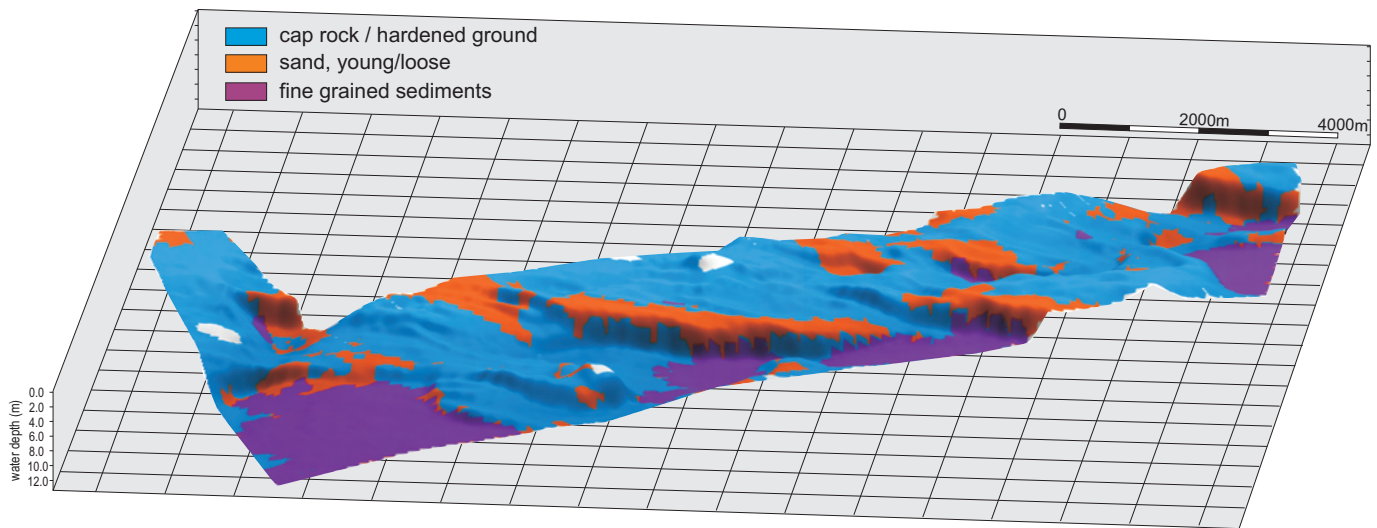 cap rock / hardened ground
sand, young/loose
fine grained sediments
0 2000m 4000m
water depth (m)
0.0
2.0
4.0
6.0
8.0
10.0
12.0